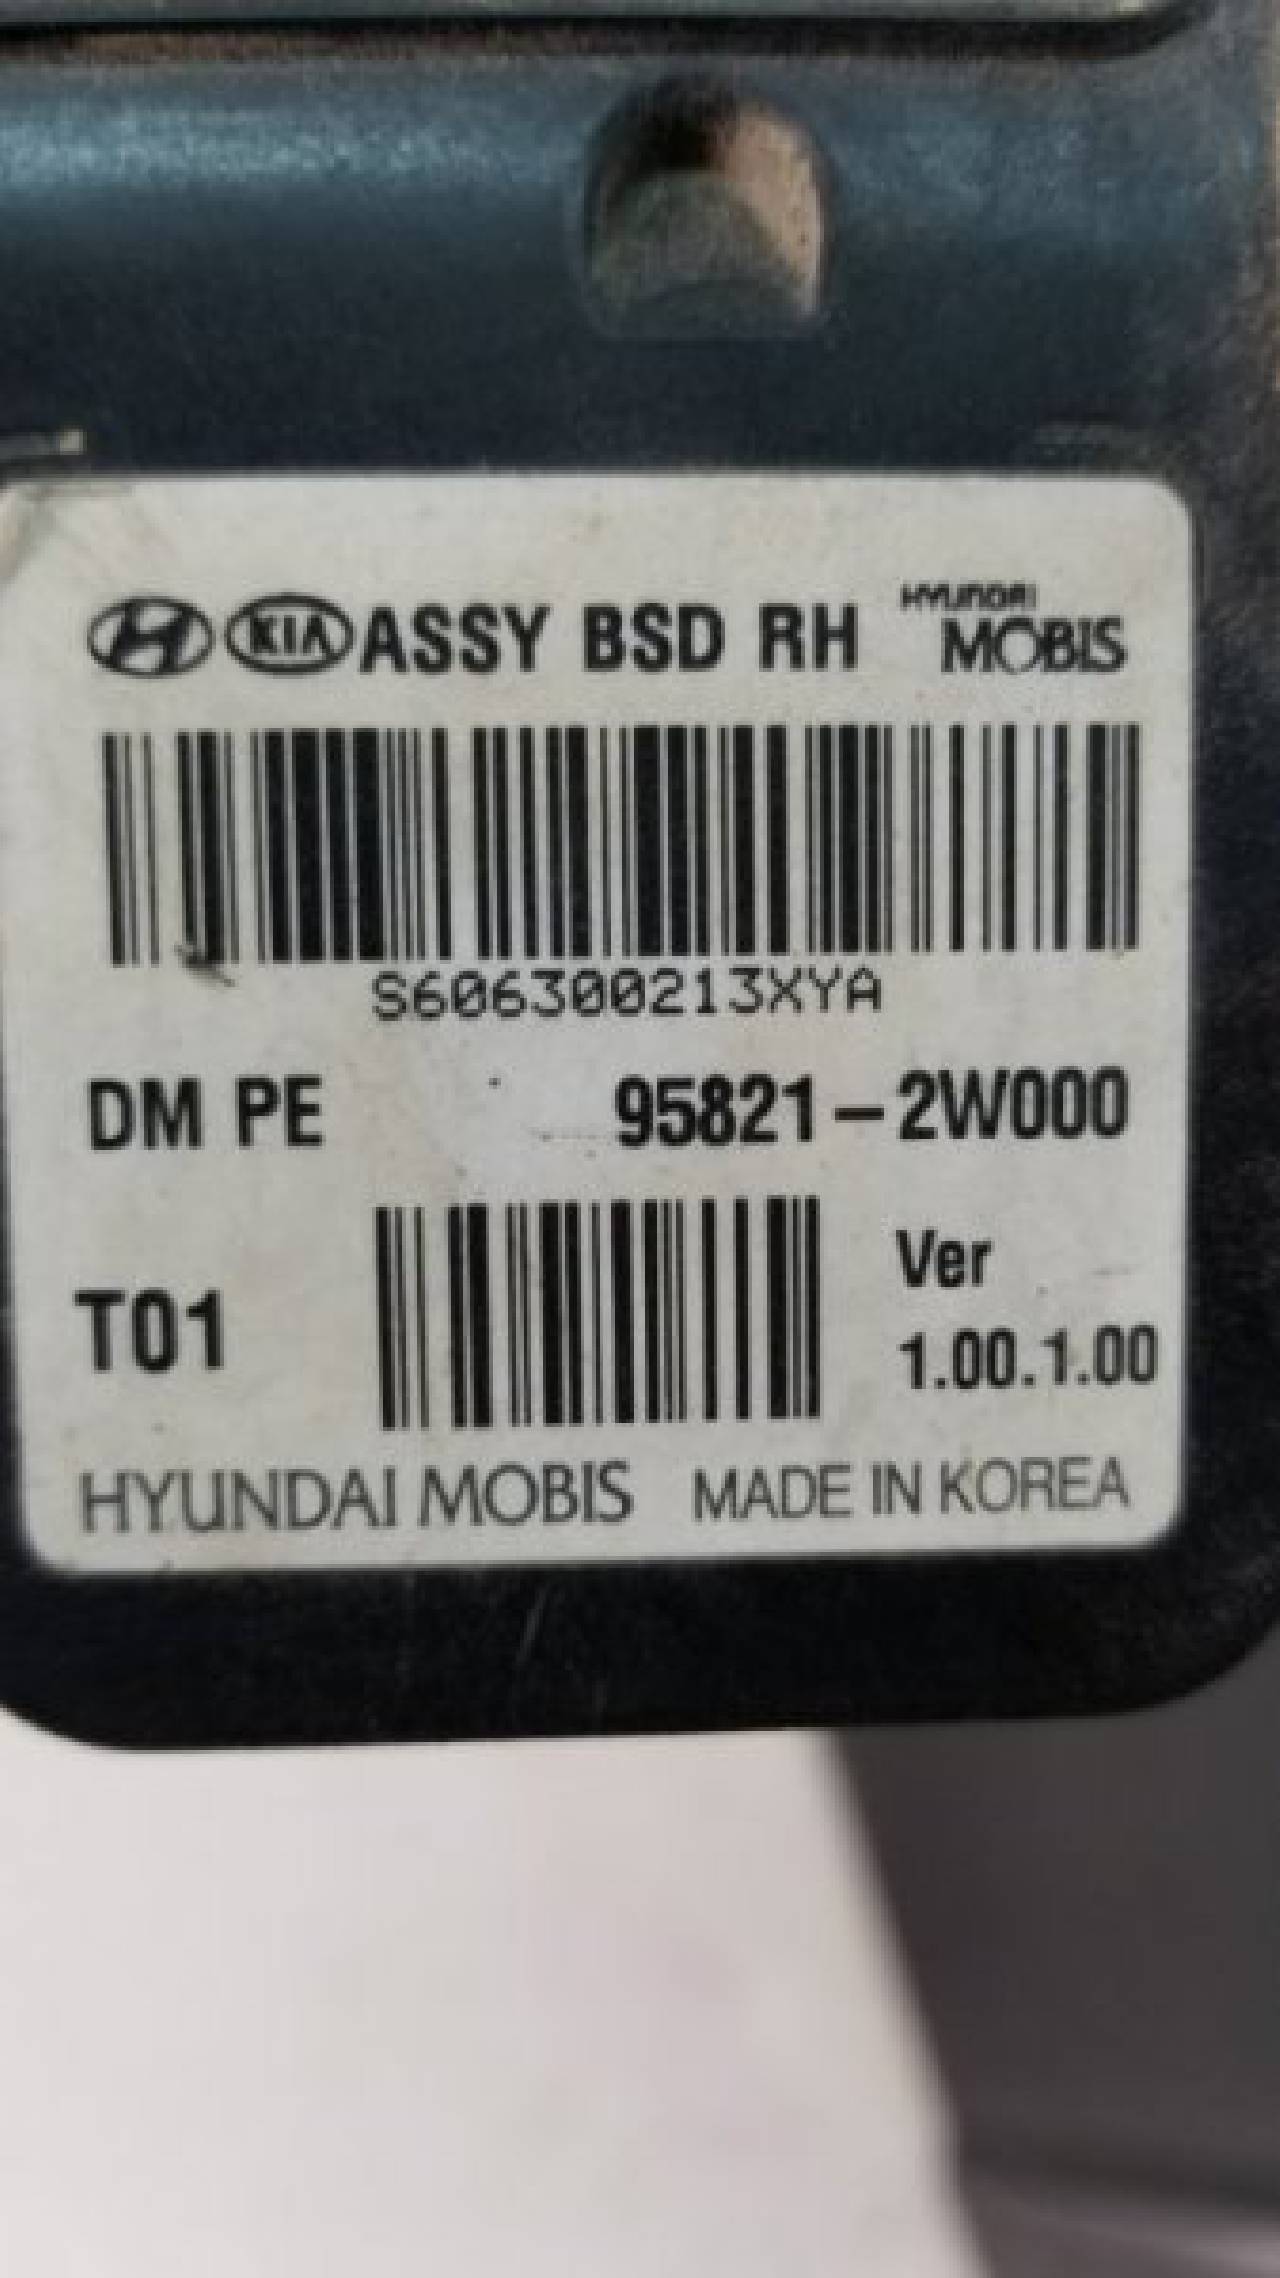 KIA ASSY BSD RH HYUNDAI MOBIS
S606300213XYA
DM PE 95821-2W000
T01 Ver 1.00.1.00
HYUNDAI MOBIS MADE IN KOREA